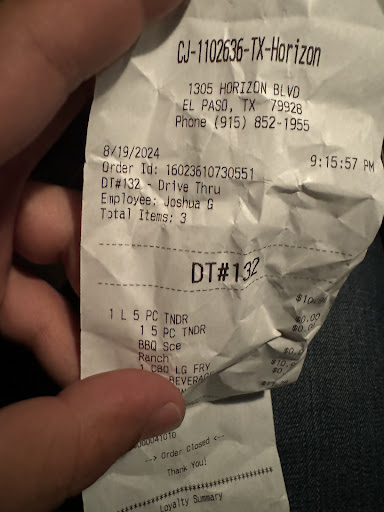 CJ-1102636-TX-Horizon
1305 HORIZON BLVD
EL PASO, TX 79928
Phone (915) 852-1955
8/19/2024 9:15:57 PM
Order Id: 16023610730551
DT#132 - Drive Thru
Employee: Joshua G
Total Items: 3
DT#132
1 L 5 PC TNDR
1 5 PC TNDR $0.00
BBQ Sce
Ranch
LG FRY
--> Order Closed <--
Thank You!
Loyalty Summary